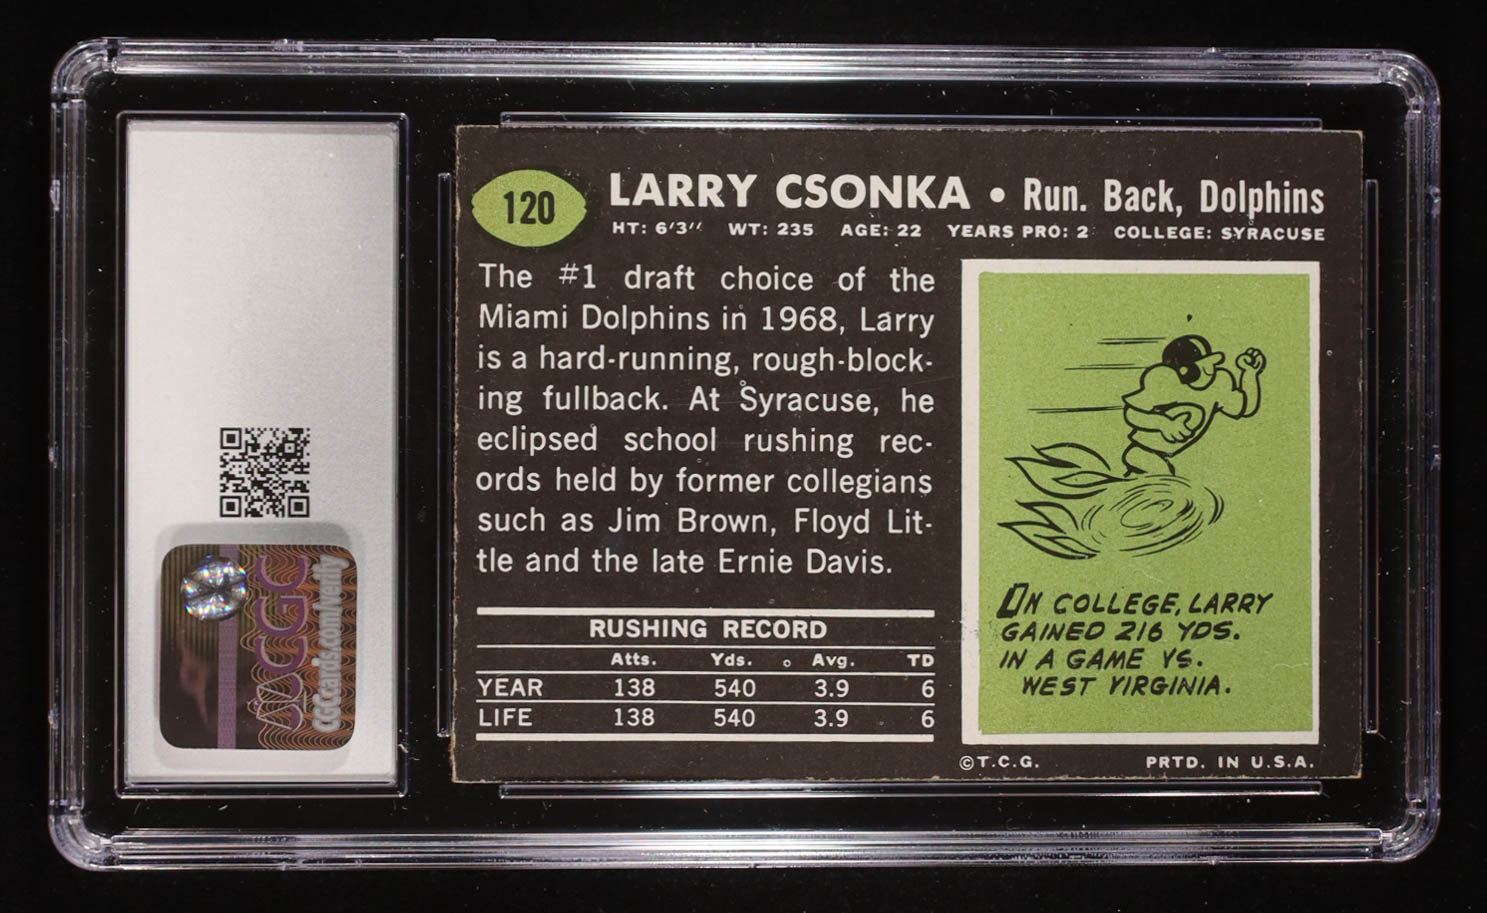 120
LARRY CSONKA • Run. Back, Dolphins
HT: 6'3" WT: 235 AGE: 22 YEARS PRO: 2 COLLEGE: SYRACUSE
The #1 draft choice of the
Miami Dolphins in 1968, Larry
is a hard-running, rough-block-
ing fullback. At Syracuse, he
eclipsed school rushing rec-
ords held by former collegians
such as Jim Brown, Floyd Lit-
tle and the late Ernie Davis.
RUSHING RECORD
Atts. Yds. Avg. TD
YEAR 138 540 3.9 6
LIFE 138 540 3.9 6
IN COLLEGE, LARRY
GAINED 216 YDS.
IN A GAME VS.
WEST VIRGINIA.
©T.C.G. PRTD. IN U.S.A.
CGC
CGCcards.com/verify